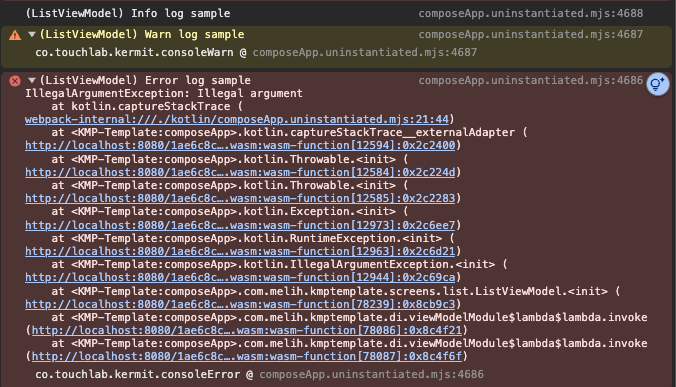 (ListViewModel) Info log sample composeApp.uninstantiated.mjs:4688
(ListViewModel) Warn log sample composeApp.uninstantiated.mjs:4687
co.touchlab.kermit.consoleWarn @ composeApp.uninstantiated.mjs:4687
(ListViewModel) Error log sample composeApp.uninstantiated.mjs:4686
IllegalArgumentException: Illegal argument
at kotlin.captureStackTrace (
webpack-internal:///./kotlin/composeApp.uninstantiated.mjs:21:44)
at <KMP-Template:composeApp>.kotlin.captureStackTrace__externalAdapter (
http://localhost:8080/1ae6c8c….wasm:wasm-function[12594]:0x2c2400)
at <KMP-Template:composeApp>.kotlin.Throwable.<init> (
http://localhost:8080/1ae6c8c….wasm:wasm-function[12584]:0x2c224d)
at <KMP-Template:composeApp>.kotlin.Throwable.<init> (
http://localhost:8080/1ae6c8c….wasm:wasm-function[12585]:0x2c2283)
at <KMP-Template:composeApp>.kotlin.Exception.<init> (
http://localhost:8080/1ae6c8c….wasm:wasm-function[12973]:0x2c6ee7)
at <KMP-Template:composeApp>.kotlin.RuntimeException.<init> (
http://localhost:8080/1ae6c8c….wasm:wasm-function[12963]:0x2c6d21)
at <KMP-Template:composeApp>.kotlin.IllegalArgumentException.<init> (
http://localhost:8080/1ae6c8c….wasm:wasm-function[12944]:0x2c69ca)
at <KMP-Template:composeApp>.com.melih.kmptemplate.screens.list.ListViewModel.<init> (
http://localhost:8080/1ae6c8c….wasm:wasm-function[78239]:0x8cb9c3)
at <KMP-Template:composeApp>.com.melih.kmptemplate.di.viewModelModule$lambda$lambda.invoke
(http://localhost:8080/1ae6c8c….wasm:wasm-function[78086]:0x8c4f21)
at <KMP-Template:composeApp>.com.melih.kmptemplate.di.viewModelModule$lambda$lambda.invoke
(http://localhost:8080/1ae6c8c….wasm:wasm-function[78087]:0x8c4f6f)
co.touchlab.kermit.consoleError @ composeApp.uninstantiated.mjs:4686